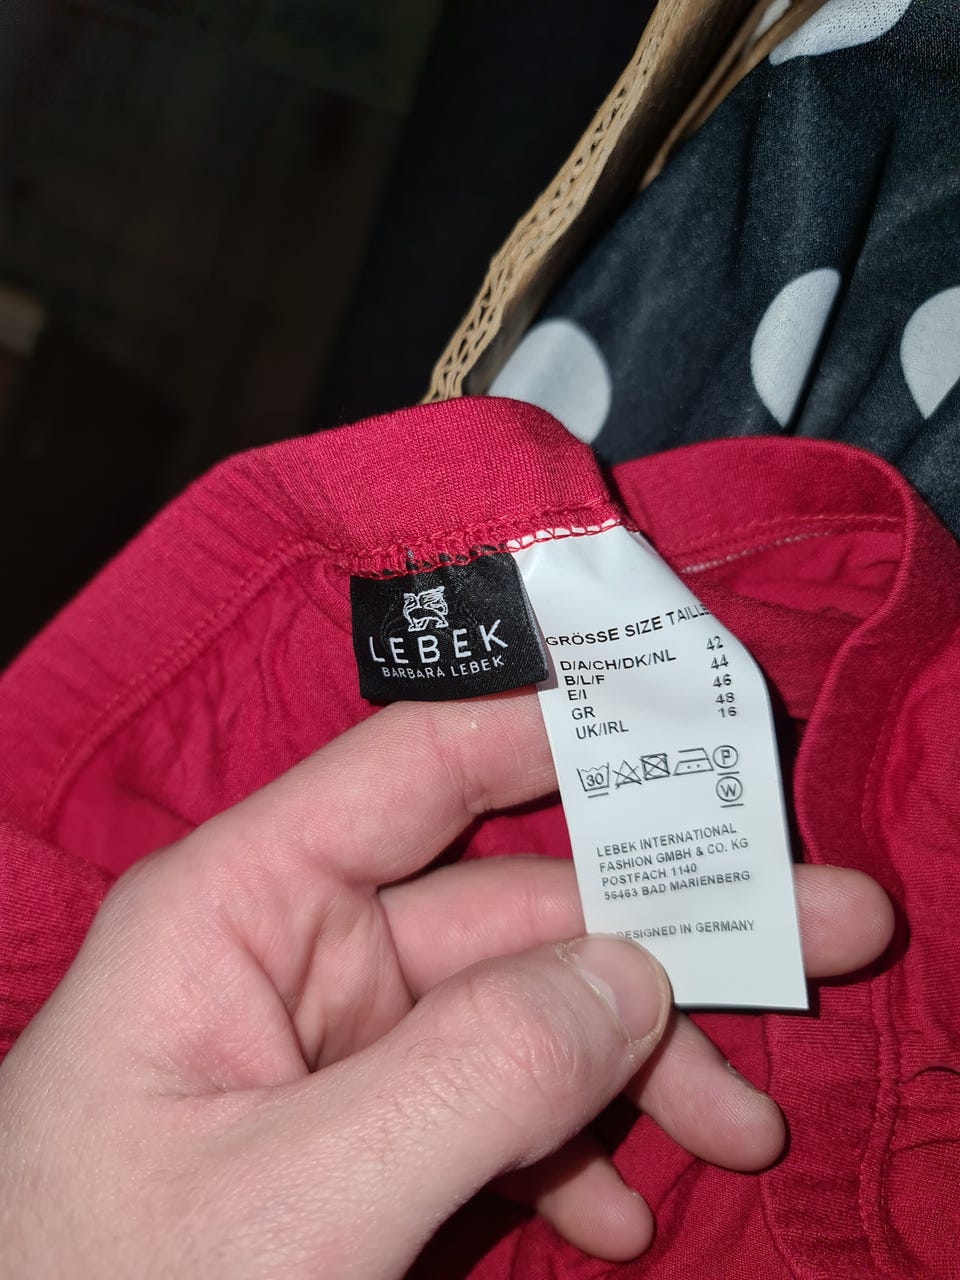 LEBEK
BARBARA LEBEK
GRÖSSE SIZE TAILLE
D/A/CH/DK/NL 42
B/L/F 44
E/I 46
GR 48
UK/IRL 16
30
P
W
LEBEK INTERNATIONAL
FASHION GMBH & CO. KG
POSTFACH 1140
56463 BAD MARIENBERG
DESIGNED IN GERMANY